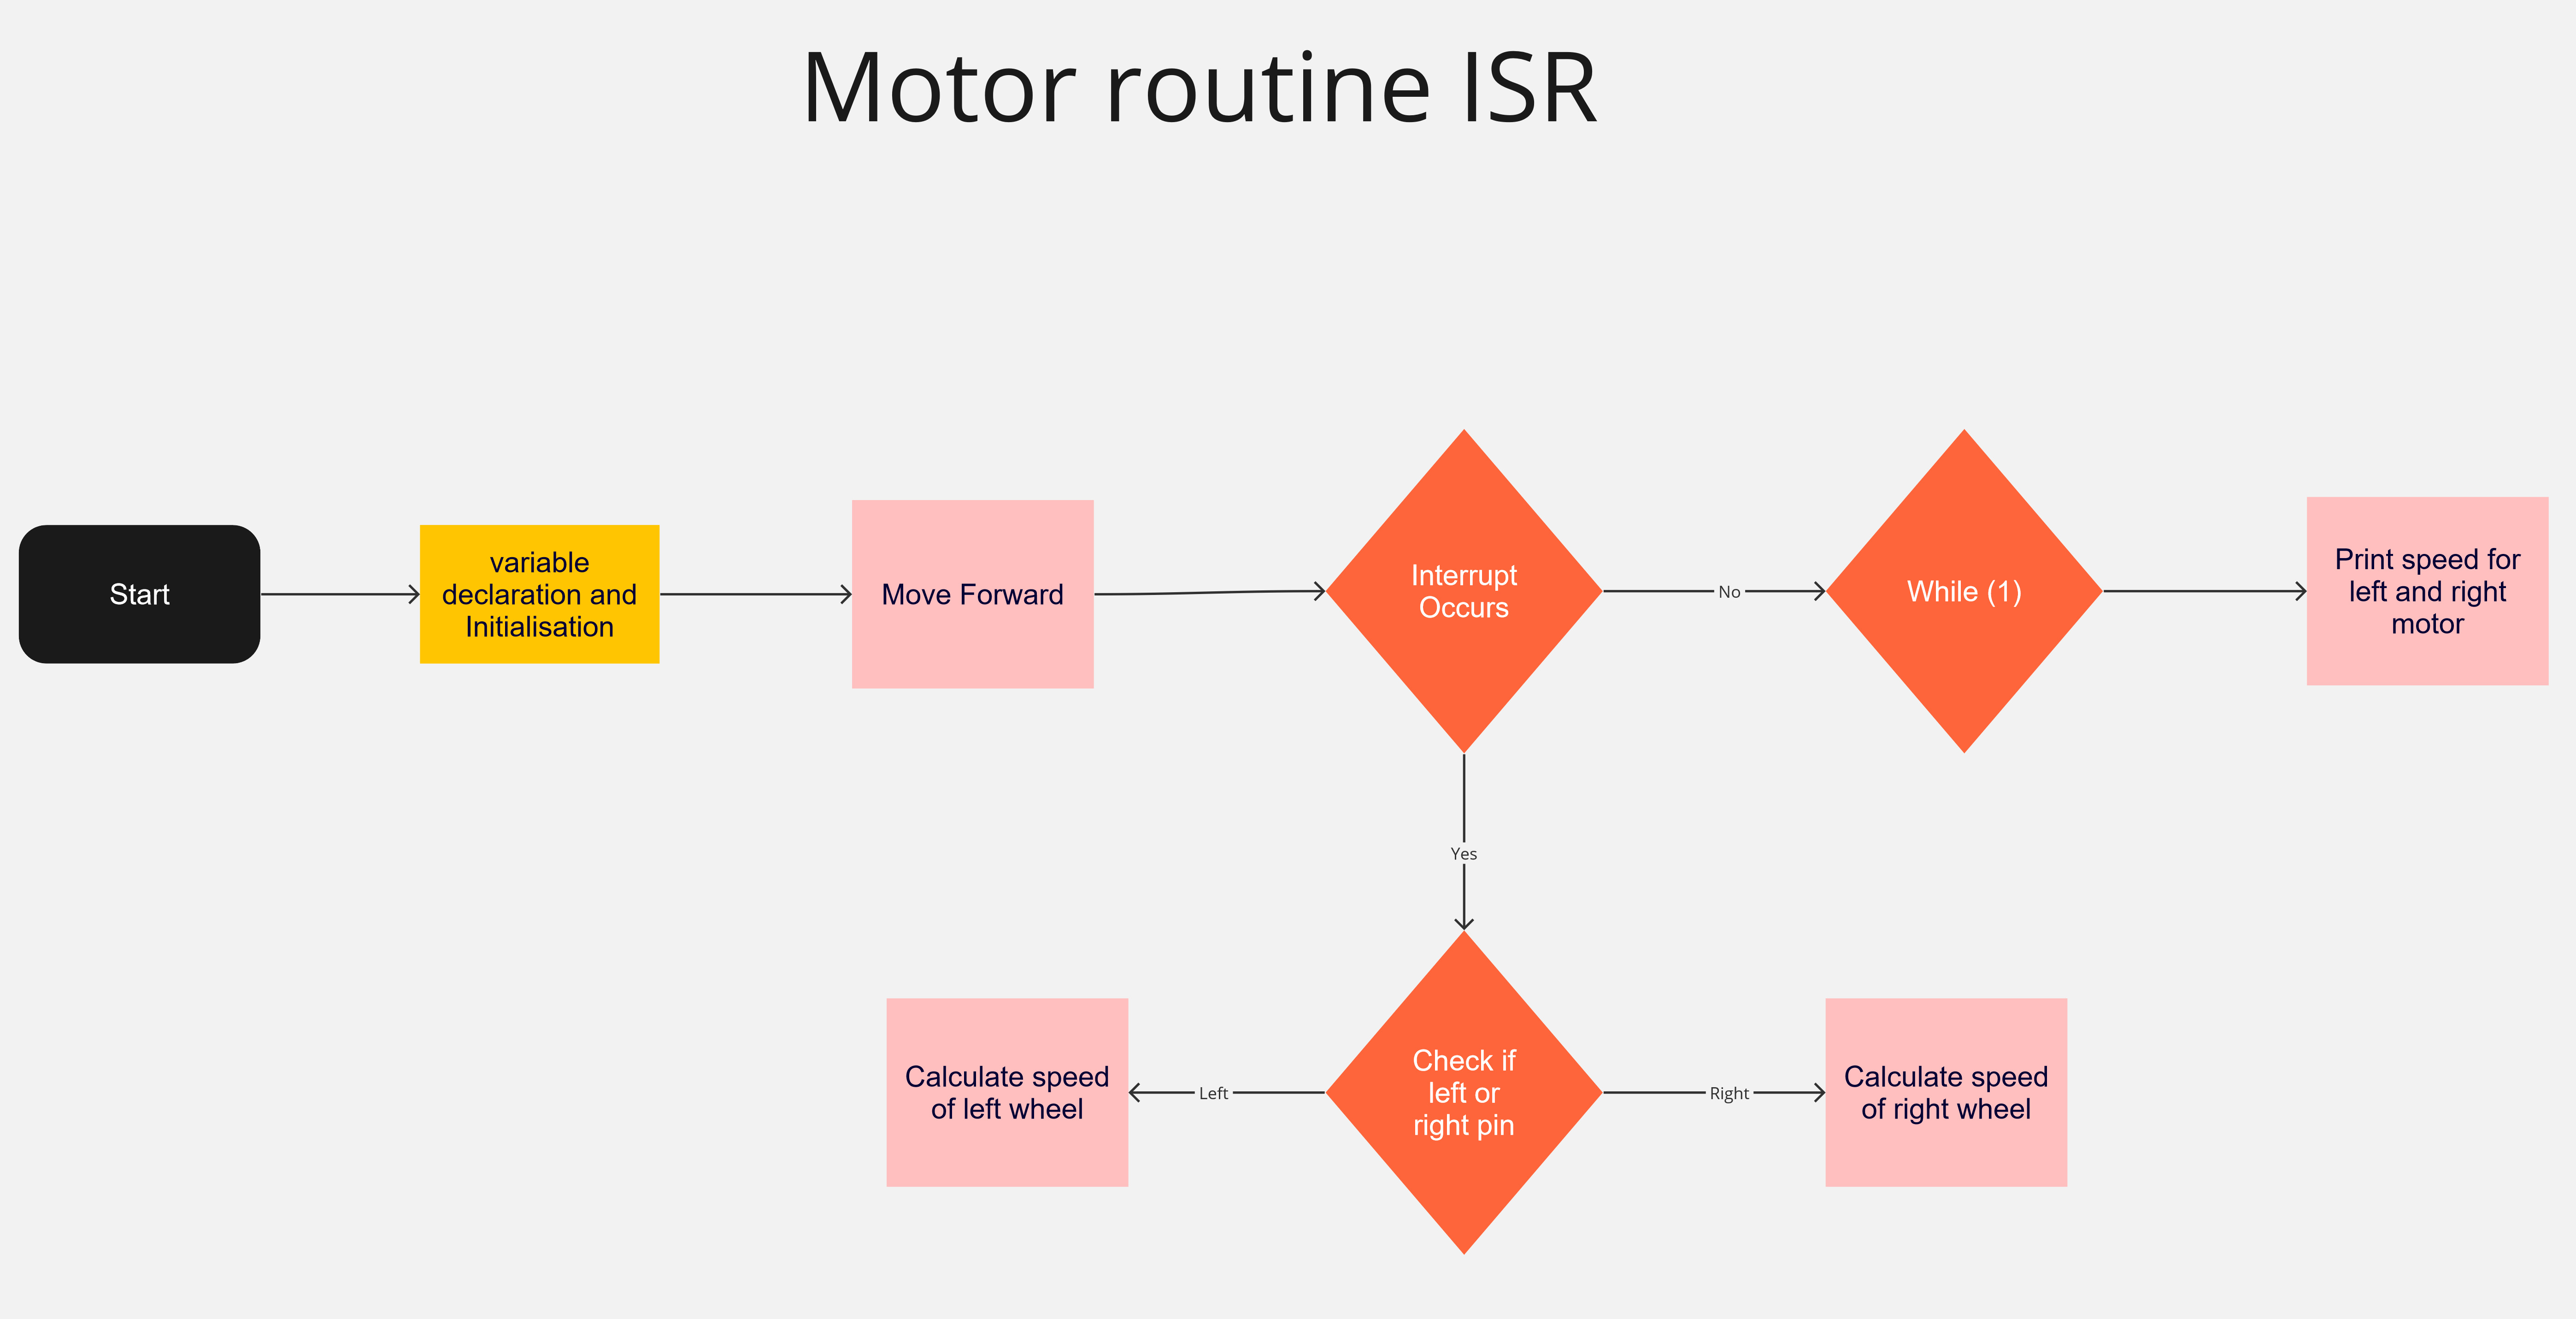 Motor routine ISR
Start
variable
declaration and
Initialisation
Move Forward
Interrupt
Occurs
No
While (1)
Print speed for
left and right
motor
Yes
Calculate speed
of left wheel
Left
Check if
left or
right pin
Right
Calculate speed
of right wheel